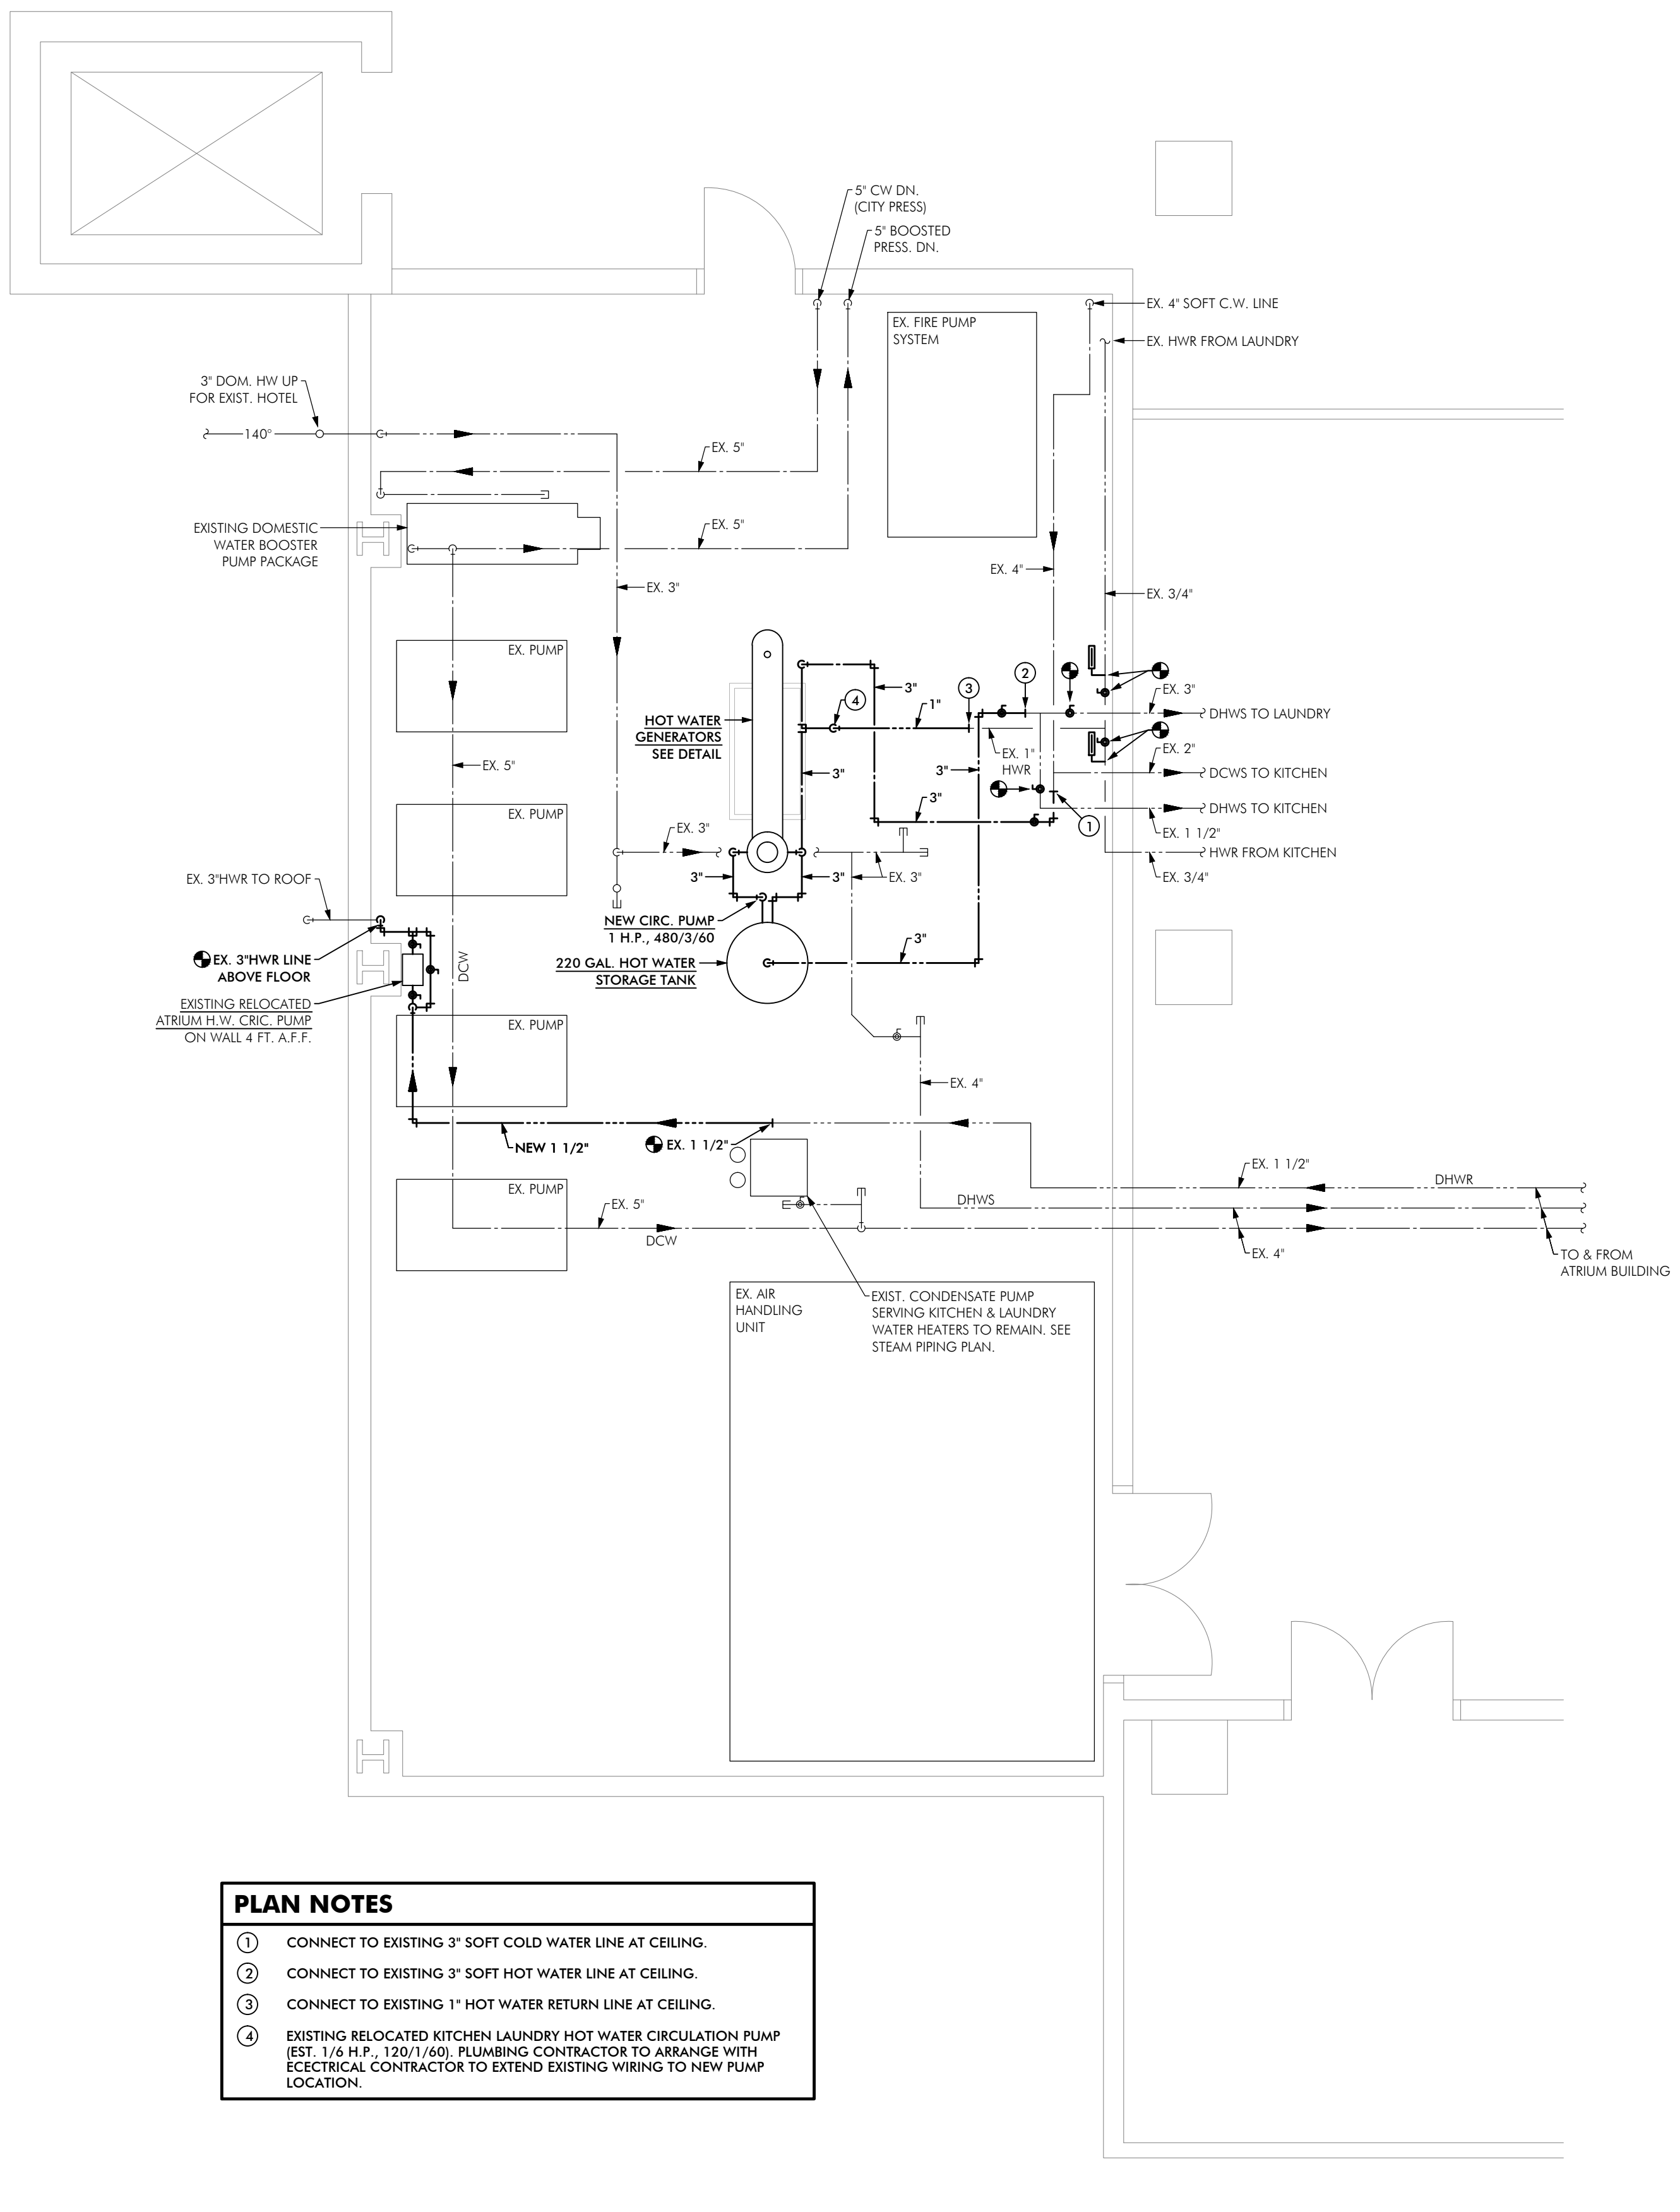 5" CW DN.
(CITY PRESS)
5" BOOSTED
PRESS. DN.
EX. 4" SOFT C.W. LINE
EX. FIRE PUMP
SYSTEM
EX. HWR FROM LAUNDRY
3" DOM. HW UP
FOR EXIST. HOTEL
140°
EX. 5"
EXISTING DOMESTIC
WATER BOOSTER
PUMP PACKAGE
EX. 5"
EX. 3"
EX. 4"
EX. 3/4"
EX. PUMP
3"
4
1"
3
2
EX. 3"
DHWS TO LAUNDRY
HOT WATER
GENERATORS
SEE DETAIL
EX. 1"
HWR
EX. 2"
EX. 5"
3"
3"
DCWS TO KITCHEN
EX. PUMP
3"
DHWS TO KITCHEN
1
EX. 1 1/2"
EX. 3"
HWR FROM KITCHEN
3"
3"
EX. 3"
EX. 3/4"
EX. 3"HWR TO ROOF
NEW CIRC. PUMP
1 H.P., 480/3/60
3"
EX. 3"HWR LINE
ABOVE FLOOR
DCW
220 GAL. HOT WATER
STORAGE TANK
EXISTING RELOCATED
ATRIUM H.W. CRIC. PUMP
ON WALL 4 FT. A.F.F.
EX. PUMP
EX. 4"
NEW 1 1/2"
EX. 1 1/2"
EX. 1 1/2"
DHWR
EX. PUMP
DHWS
EX. 5"
DCW
EX. 4"
TO & FROM
ATRIUM BUILDING
EX. AIR
HANDLING
UNIT
EXIST. CONDENSATE PUMP
SERVING KITCHEN & LAUNDRY
WATER HEATERS TO REMAIN. SEE
STEAM PIPING PLAN.
PLAN NOTES
1 CONNECT TO EXISTING 3" SOFT COLD WATER LINE AT CEILING.
2 CONNECT TO EXISTING 3" SOFT HOT WATER LINE AT CEILING.
3 CONNECT TO EXISTING 1" HOT WATER RETURN LINE AT CEILING.
4 EXISTING RELOCATED KITCHEN LAUNDRY HOT WATER CIRCULATION PUMP
(EST. 1/6 H.P., 120/1/60). PLUMBING CONTRACTOR TO ARRANGE WITH
ECECTRICAL CONTRACTOR TO EXTEND EXISTING WIRING TO NEW PUMP
LOCATION.